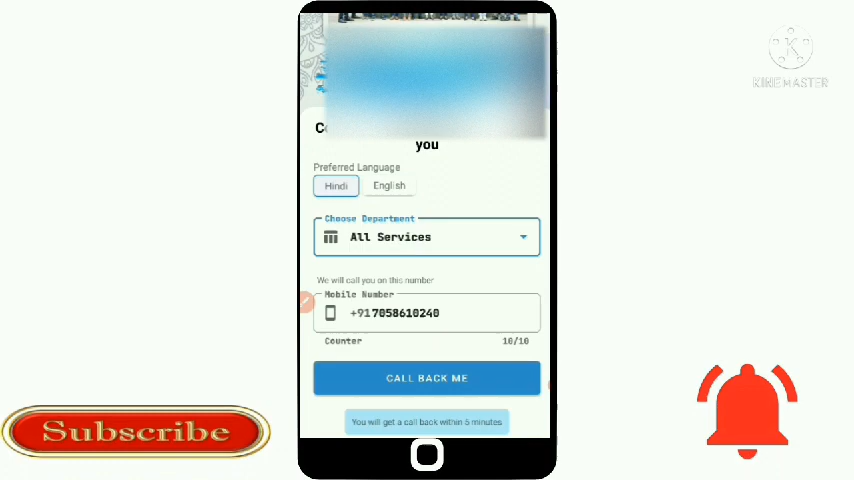 KINEMASTER
you
Preferred Language
Hindi
English
Choose Department
All Services
We will call you on this number
Mobile Number
+917058610240
Counter
10/10
CALL BACK ME
You will get a call back within 5 minutes
Subscribe